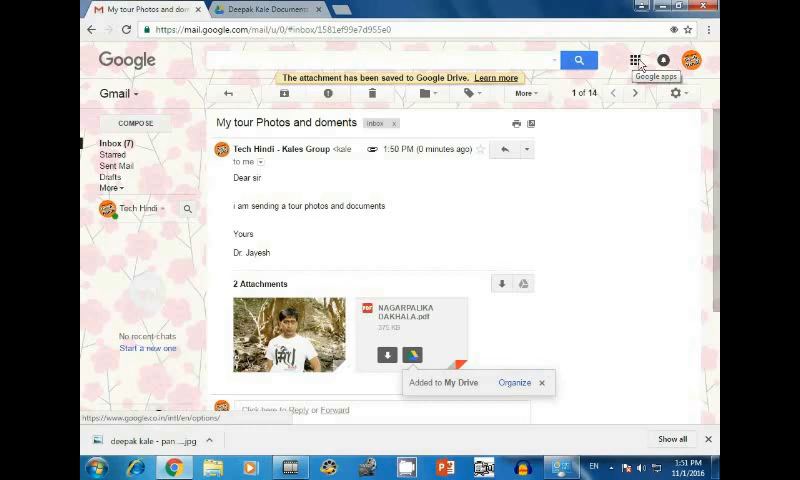 My tour Photos and dom
Deepak Kale Documents
https://mail.google.com/mail/u/0/#inbox/1581ef99e7d955e0
Google
Google apps
The attachment has been saved to Google Drive. Learn more
Gmail
More
1 of 14
COMPOSE
Inbox (7)
Starred
Sent Mail
Drafts
More
Tech Hindi
No recent chats
Start a new one
My tour Photos and doments
Inbox x
Tech Hindi - Kales Group <kale
1:50 PM (0 minutes ago)
to me
Dear sir
i am sending a tour photos and documents
Yours
Dr. Jayesh
2 Attachments
PDF
NAGARPALIKA
DAKHALA.pdf
375 KB
Added to My Drive Organize
Click here to Reply or Forward
https://www.google.co.in/intl/en/options/
deepak kale - pan ....jpg
Show all
EN
1:51 PM
11/1/2016